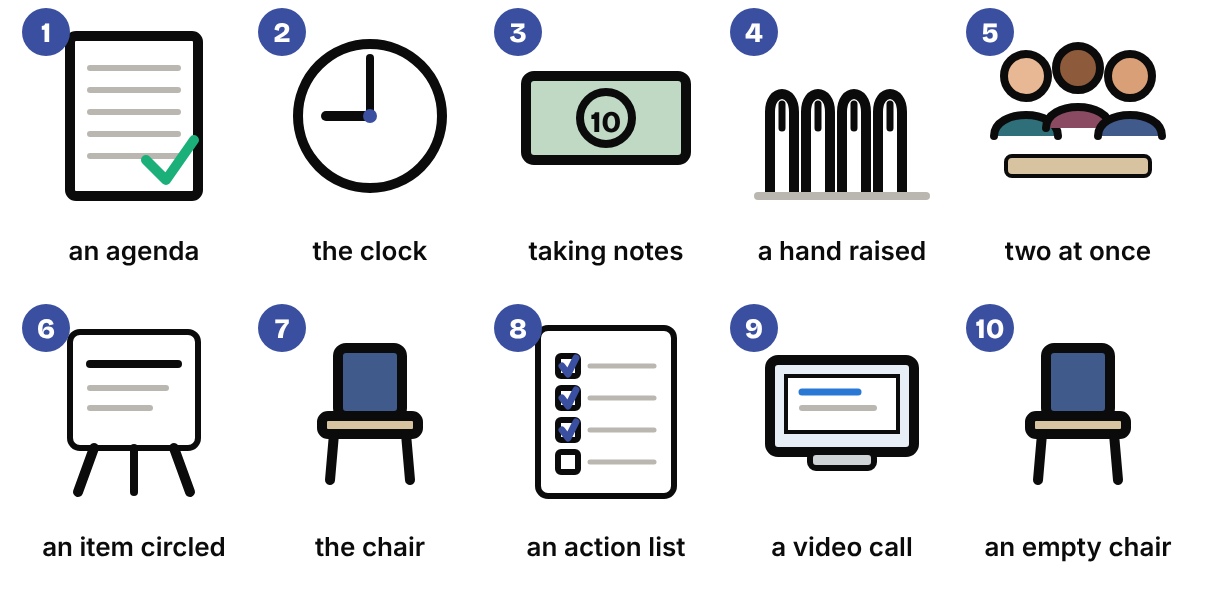 1
2
3
4
5
10
an agenda
the clock
taking notes
a hand raised
two at once
6
7
8
9
10
an item circled
the chair
an action list
a video call
an empty chair